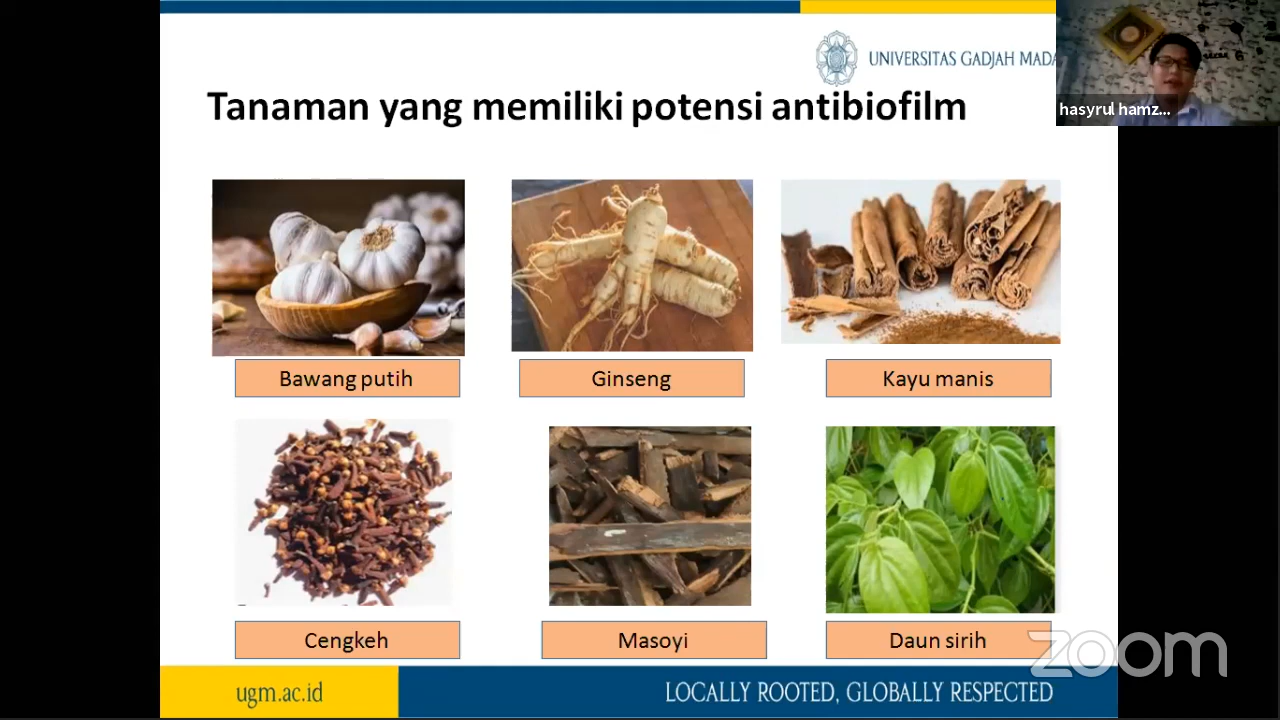 UNIVERSITAS GADJAH MADA
hasyrul hamz...
Tanaman yang memiliki potensi antibiofilm
Bawang putih
Ginseng
Kayu manis
Cengkeh
Masoyi
Daun sirih
zoom
ugm.ac.id
LOCALLY ROOTED, GLOBALLY RESPECTED